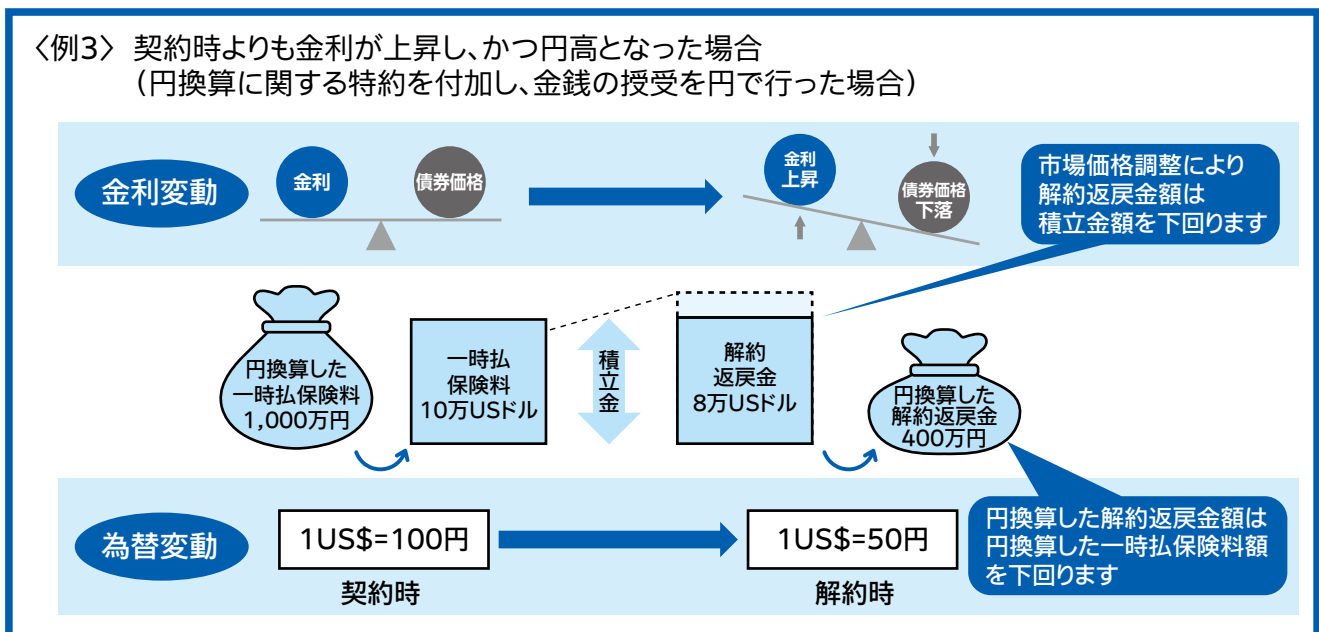 〈例3〉 契約時よりも金利が上昇し、かつ円高となった場合
（円換算に関する特約を付加し、金銭の授受を円で行った場合）
金利変動
金利
債券価格
金利
上昇
債券価格
下落
市場価格調整により
解約返戻金額は
積立金額を下回ります
円換算した
一時払保険料
1,000万円
一時払
保険料
10万USドル
積立金
解約
返戻金
8万USドル
円換算した
解約返戻金
400万円
為替変動
1US$=100円
契約時
1US$=50円
解約時
円換算した解約返戻金額は
円換算した一時払保険料額
を下回ります